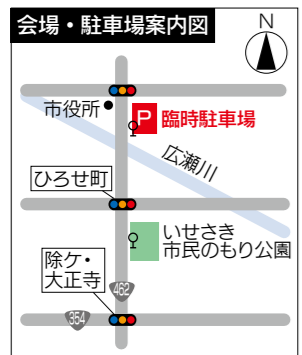 会場・駐車場案内図
N
市役所
P 臨時駐車場
広瀬川
ひろせ町
いせさき
市民のもり公園
除ケ・
大正寺
462
354